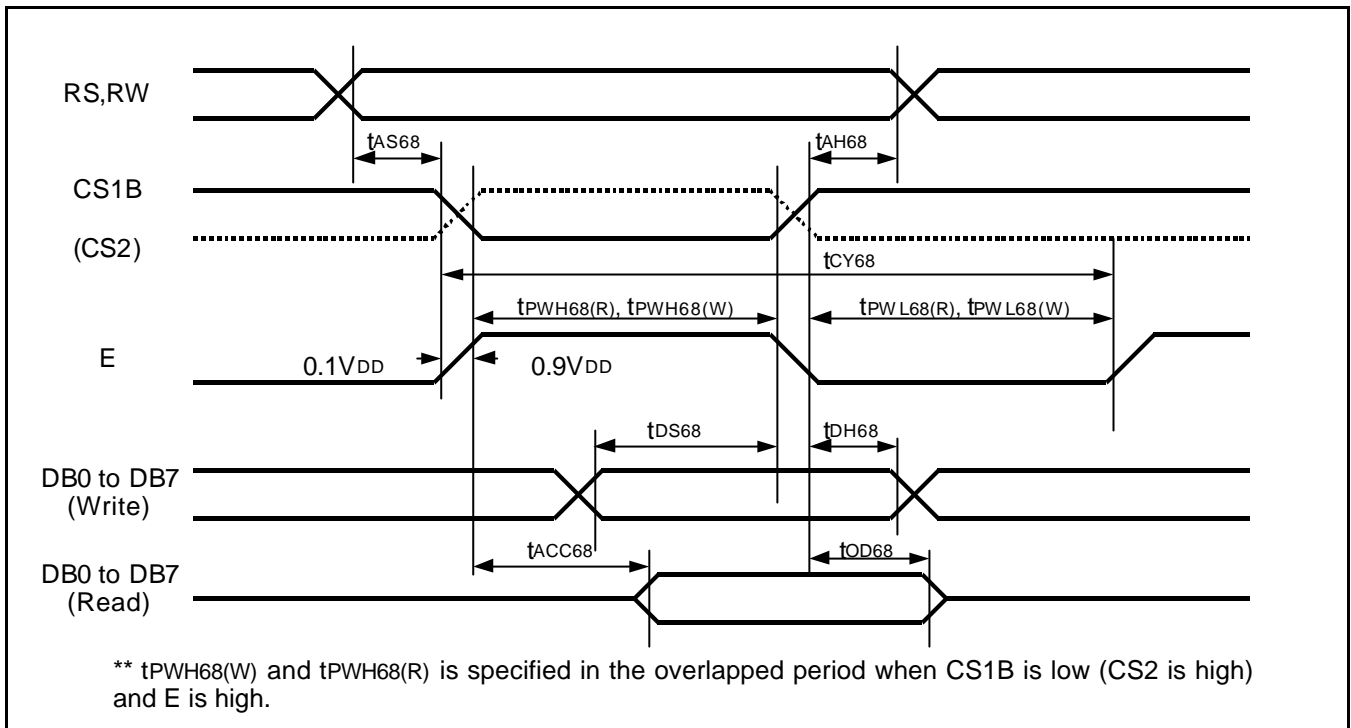 RS,RW
tAS68
tAH68
CS1B
(CS2)
tCY68
tPWH68(R), tPWH68(W)
tPWL68(R), tPWL68(W)
E
0.1VDD
0.9VDD
tDS68
tDH68
DB0 to DB7
(Write)
tACC68
tOD68
DB0 to DB7
(Read)
** tPWH68(W) and tPWH68(R) is specified in the overlapped period when CS1B is low (CS2 is high)
and E is high.